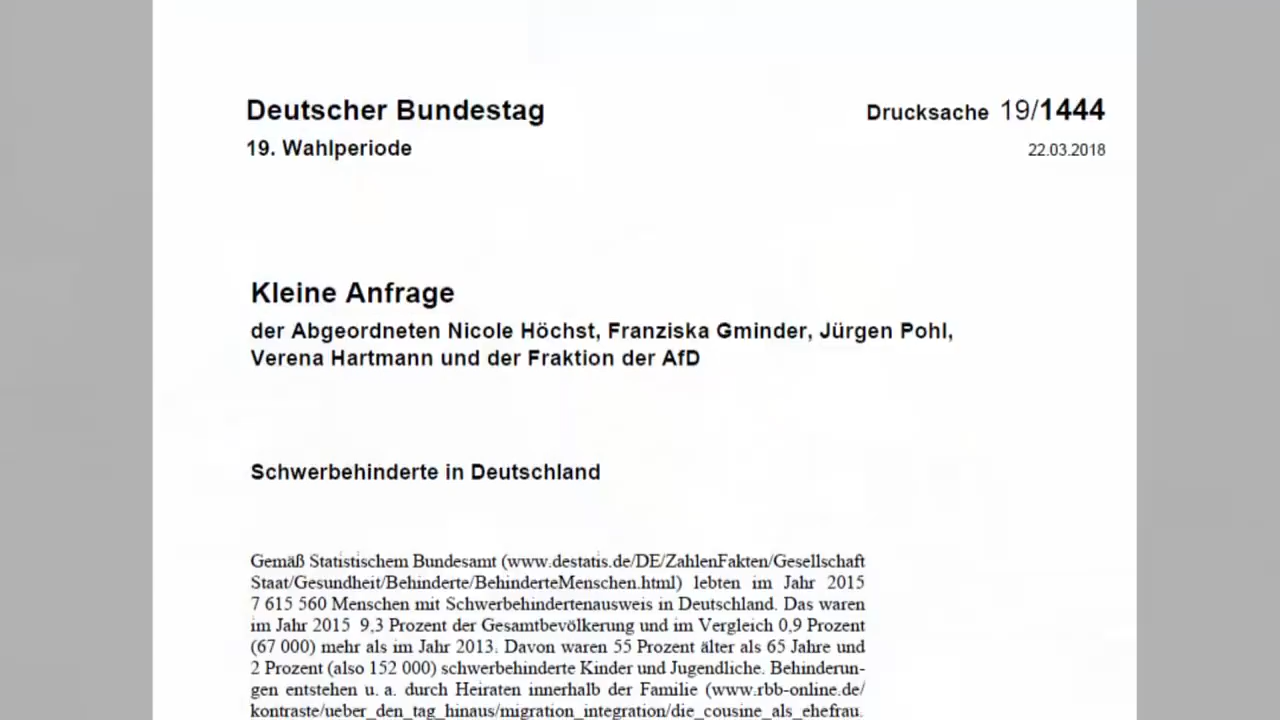 Deutscher Bundestag
Drucksache 19/1444
19. Wahlperiode
22.03.2018
Kleine Anfrage
der Abgeordneten Nicole Höchst, Franziska Gminder, Jürgen Pohl,
Verena Hartmann und der Fraktion der AfD
Schwerbehinderte in Deutschland
Gemäß Statistischem Bundesamt (www.destatis.de/DE/ZahlenFakten/Gesellschaft
Staat/Gesundheit/Behinderte/BehinderteMenschen.html) lebten im Jahr 2015
7 615 560 Menschen mit Schwerbehindertenausweis in Deutschland. Das waren
im Jahr 2015 9,3 Prozent der Gesamtbevölkerung und im Vergleich 0,9 Prozent
(67 000) mehr als im Jahr 2013. Davon waren 55 Prozent älter als 65 Jahre und
2 Prozent (also 152 000) schwerbehinderte Kinder und Jugendliche. Behinderun-
gen entstehen u. a. durch Heiraten innerhalb der Familie (www.rbb-online.de/
kontraste/ueber_den_tag_hinaus/migration_integration/die_cousine_als_ehefrau.